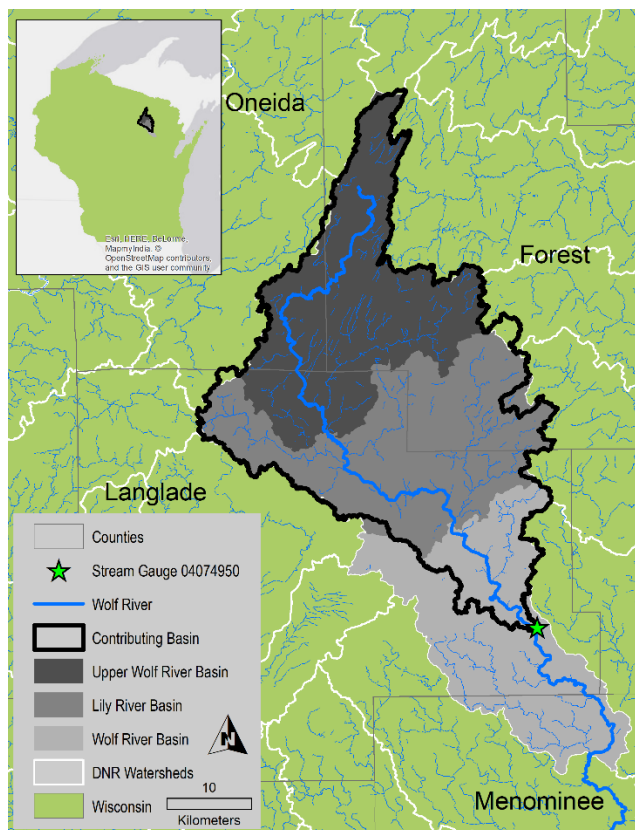 Oneida
Esri, HERE, DeLorme,
MapmyIndia, ©
OpenStreetMap contributors,
and the GIS user community
Forest
Langlade
Counties
Stream Gauge 04074950
Wolf River
Contributing Basin
Upper Wolf River Basin
Lily River Basin
Wolf River Basin
N
DNR Watersheds
10
Wisconsin
Kilometers
Menominee